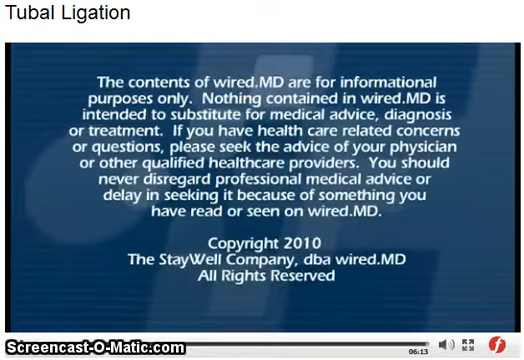 Tubal Ligation
The contents of wired.MD are for informational
purposes only.  Nothing contained in wired.MD is
intended to substitute for medical advice, diagnosis
or treatment.  If you have health care related concerns
or questions, please seek the advice of your physician
or other qualified healthcare providers.  You should
never disregard professional medical advice or
delay in seeking it because of something you
have read or seen on wired.MD.
Copyright 2010
The StayWell Company, dba wired.MD
All Rights Reserved
Screencast-O-Matic.com
06:13